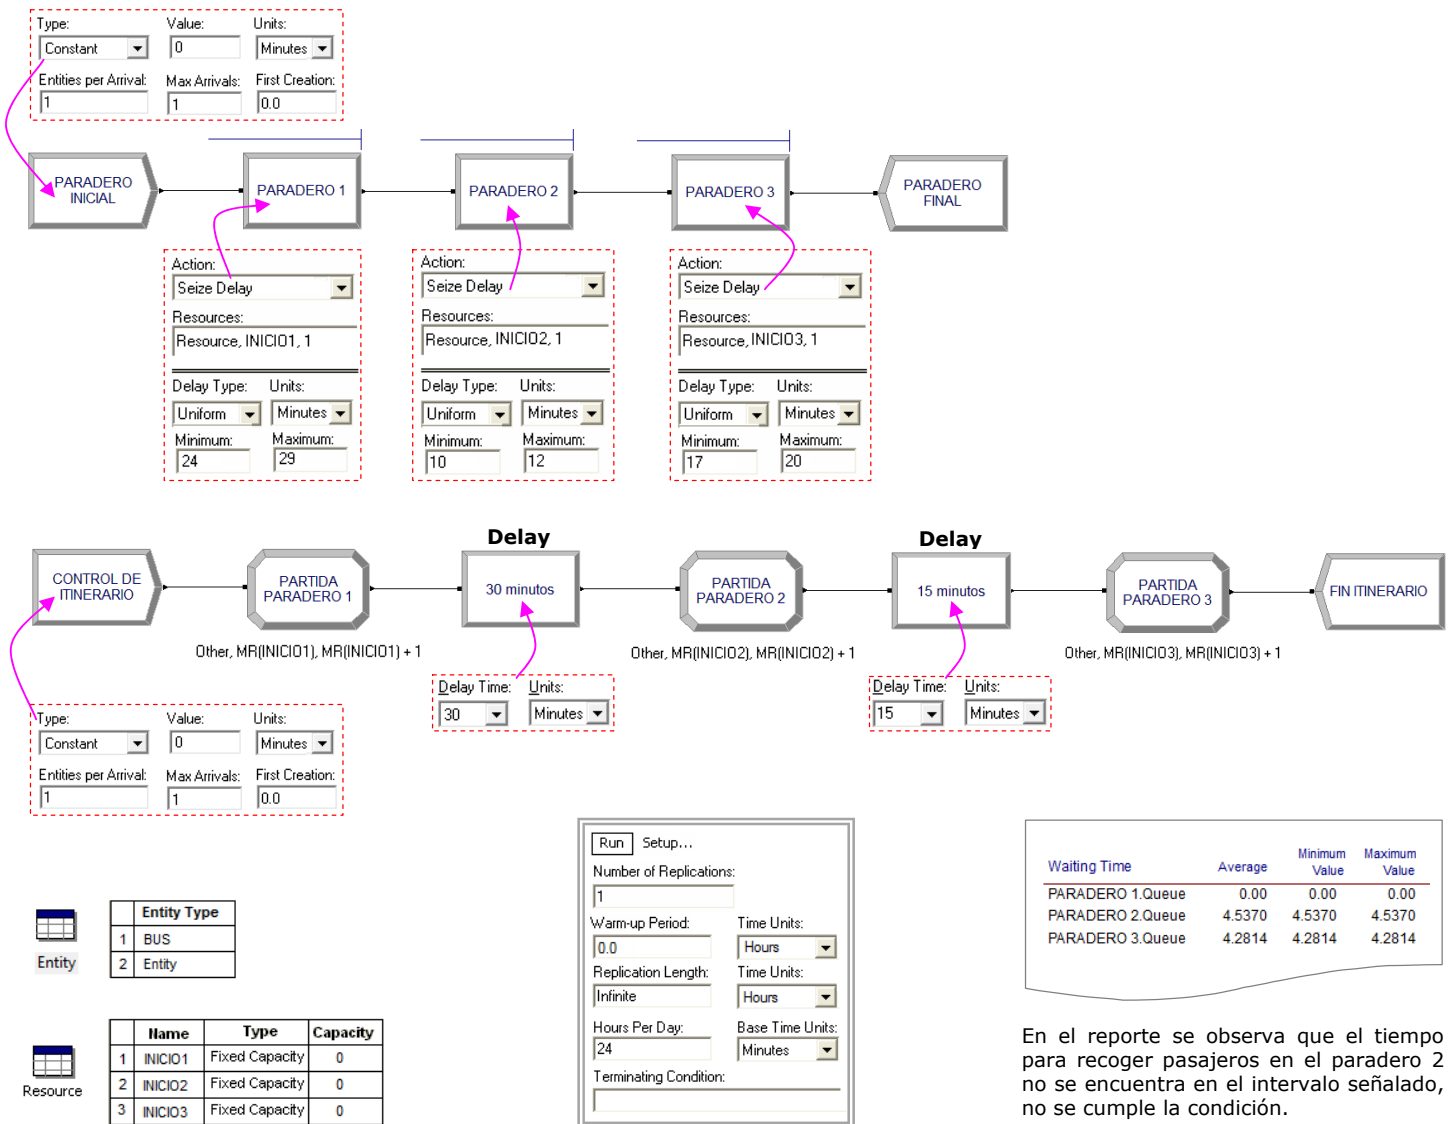 Type: Value: Units:
Constant 0 Minutes
Entities per Arrival: Max Arrivals: First Creation:
1 1 0.0
PARADERO INICIAL
PARADERO 1
PARADERO 2
PARADERO 3
PARADERO FINAL
Action:
Seize Delay
Resources:
Resource, INICIO1, 1
Delay Type: Units:
Uniform Minutes
Minimum: Maximum:
24 29
Action:
Seize Delay
Resources:
Resource, INICIO2, 1
Delay Type: Units:
Uniform Minutes
Minimum: Maximum:
10 12
Action:
Seize Delay
Resources:
Resource, INICIO3, 1
Delay Type: Units:
Uniform Minutes
Minimum: Maximum:
17 20
Delay
Delay
CONTROL DE ITINERARIO
PARTIDA PARADERO 1
30 minutos
PARTIDA PARADERO 2
15 minutos
PARTIDA PARADERO 3
FIN ITINERARIO
Other, MR(INICIO1), MR(INICIO1) + 1
Other, MR(INICIO2), MR(INICIO2) + 1
Other, MR(INICIO3), MR(INICIO3) + 1
Delay Time: Units:
30 Minutes
Delay Time: Units:
15 Minutes
Type: Value: Units:
Constant 0 Minutes
Entities per Arrival: Max Arrivals: First Creation:
1 1 0.0
Entity
Entity Type
1 BUS
2 Entity
Resource
Name Type Capacity
1 INICIO1 Fixed Capacity 0
2 INICIO2 Fixed Capacity 0
3 INICIO3 Fixed Capacity 0
Run Setup...
Number of Replications:
1
Warm-up Period: Time Units:
0.0 Hours
Replication Length: Time Units:
Infinite Hours
Hours Per Day: Base Time Units:
24 Minutes
Terminating Condition:
Waiting Time Average Minimum Value Maximum Value
PARADERO 1.Queue 0.00 0.00 0.00
PARADERO 2.Queue 4.5370 4.5370 4.5370
PARADERO 3.Queue 4.2814 4.2814 4.2814
En el reporte se observa que el tiempo
para recoger pasajeros en el paradero 2
no se encuentra en el intervalo señalado,
no se cumple la condición.